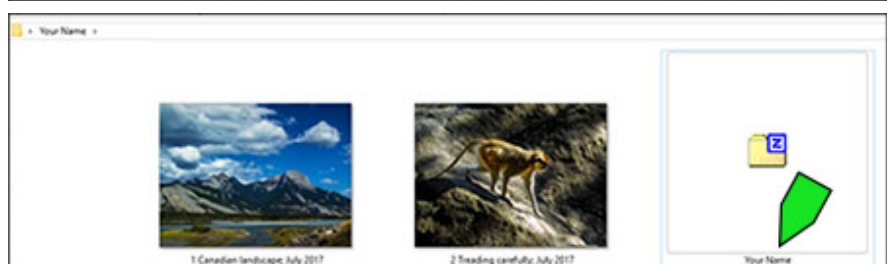 › Your Name ›
Z
1 Canadian landscape; July 2017
2 Treading carefully; July 2017
Your Name